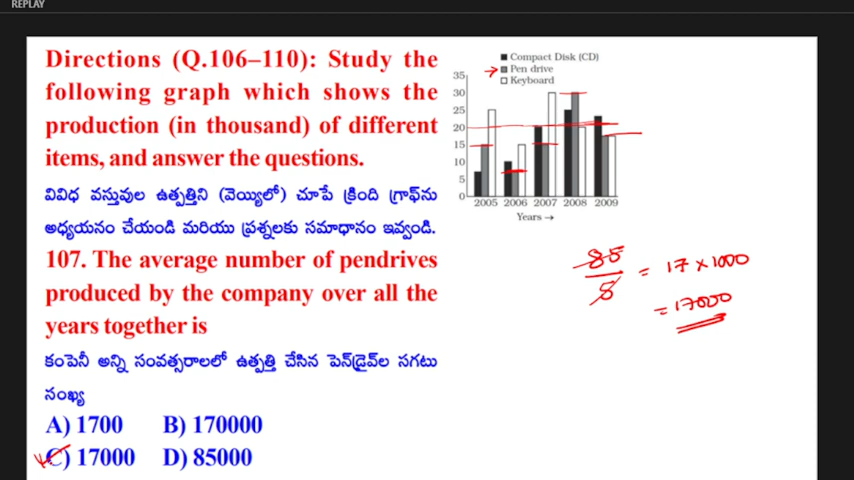 REPLAY
Directions (Q.106–110): Study the
following graph which shows the
production (in thousand) of different
items, and answer the questions.
వివిధ వస్తువుల ఉత్పత్తిని (వెయ్యిలో) చూపే క్రింది గ్రాఫ్‌ను
అధ్యయనం చేయండి మరియు ప్రశ్నలకు సమాధానం ఇవ్వండి.
107. The average number of pendrives
produced by the company over all the
years together is
కంపెనీ అన్ని సంవత్సరాలలో ఉత్పత్తి చేసిన పెన్‌డ్రైవ్‌ల సగటు
సంఖ్య
A) 1700 B) 170000
C) 17000 D) 85000
Compact Disk (CD)
Pen drive
Keyboard
35
30
25
20
15
10
5
0
2005 2006 2007 2008 2009
Years →
85
5
= 17 × 1000
= 17000